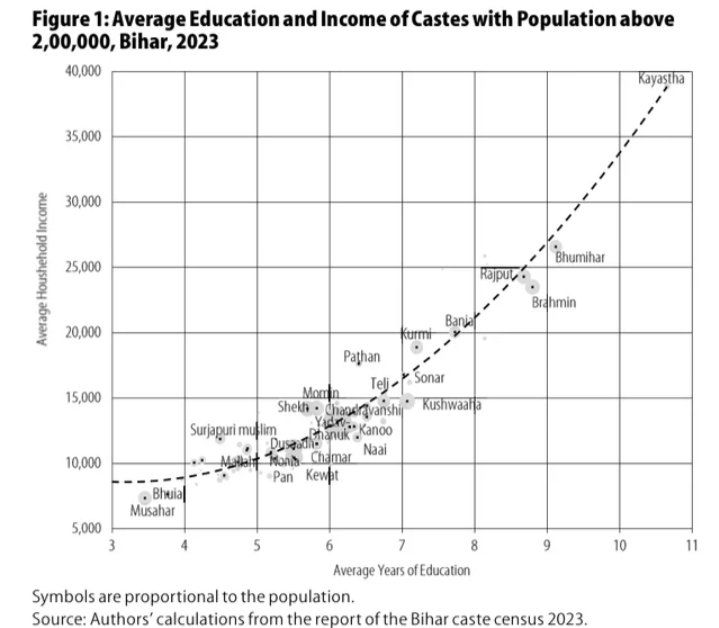 Figure 1: Average Education and Income of Castes with Population above
2,00,000, Bihar, 2023
40,000
35,000
30,000
25,000
20,000
15,000
10,000
5,000
Average Houshehold Income
Kayastha
Bhumihar
Rajput
Brahmin
Bania
Kurmi
Pathan
Teli
Sonar
Momin
Shekh
Chandravanshi
Kushwaaha
Yadav
Kanoo
Surjapuri muslim
Dhanuk
Dusaadh
Naai
Mallah
Nonia
Chamar
Pan
Kewat
Bhuia
Musahar
3 4 5 6 7 8 9 10 11
Average Years of Education
Symbols are proportional to the population.
Source: Authors’ calculations from the report of the Bihar caste census 2023.